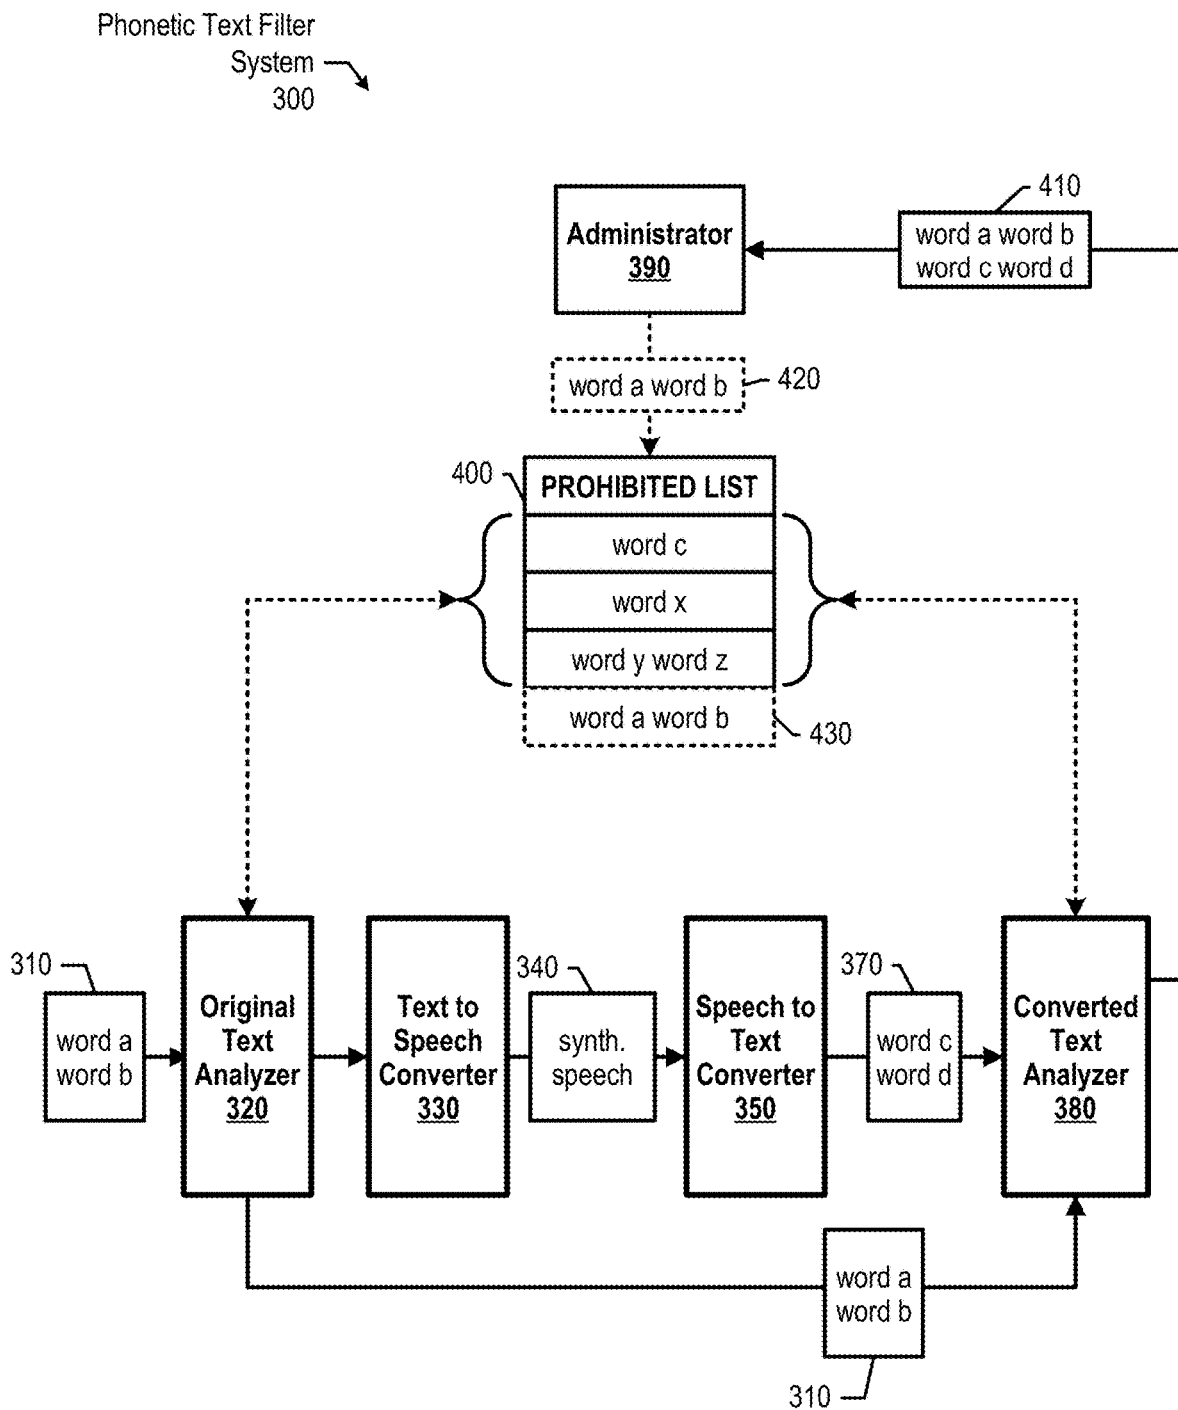 Phonetic Text Filter
System
300
410
Administrator
390
word a word b
word c word d
word a word b
420
400
PROHIBITED LIST
word c
word x
word y word z
word a word b
430
310
word a
word b
Original
Text
Analyzer
320
Text to
Speech
Converter
330
340
synth.
speech
Speech to
Text
Converter
350
370
word c
word d
Converted
Text
Analyzer
380
word a
word b
310